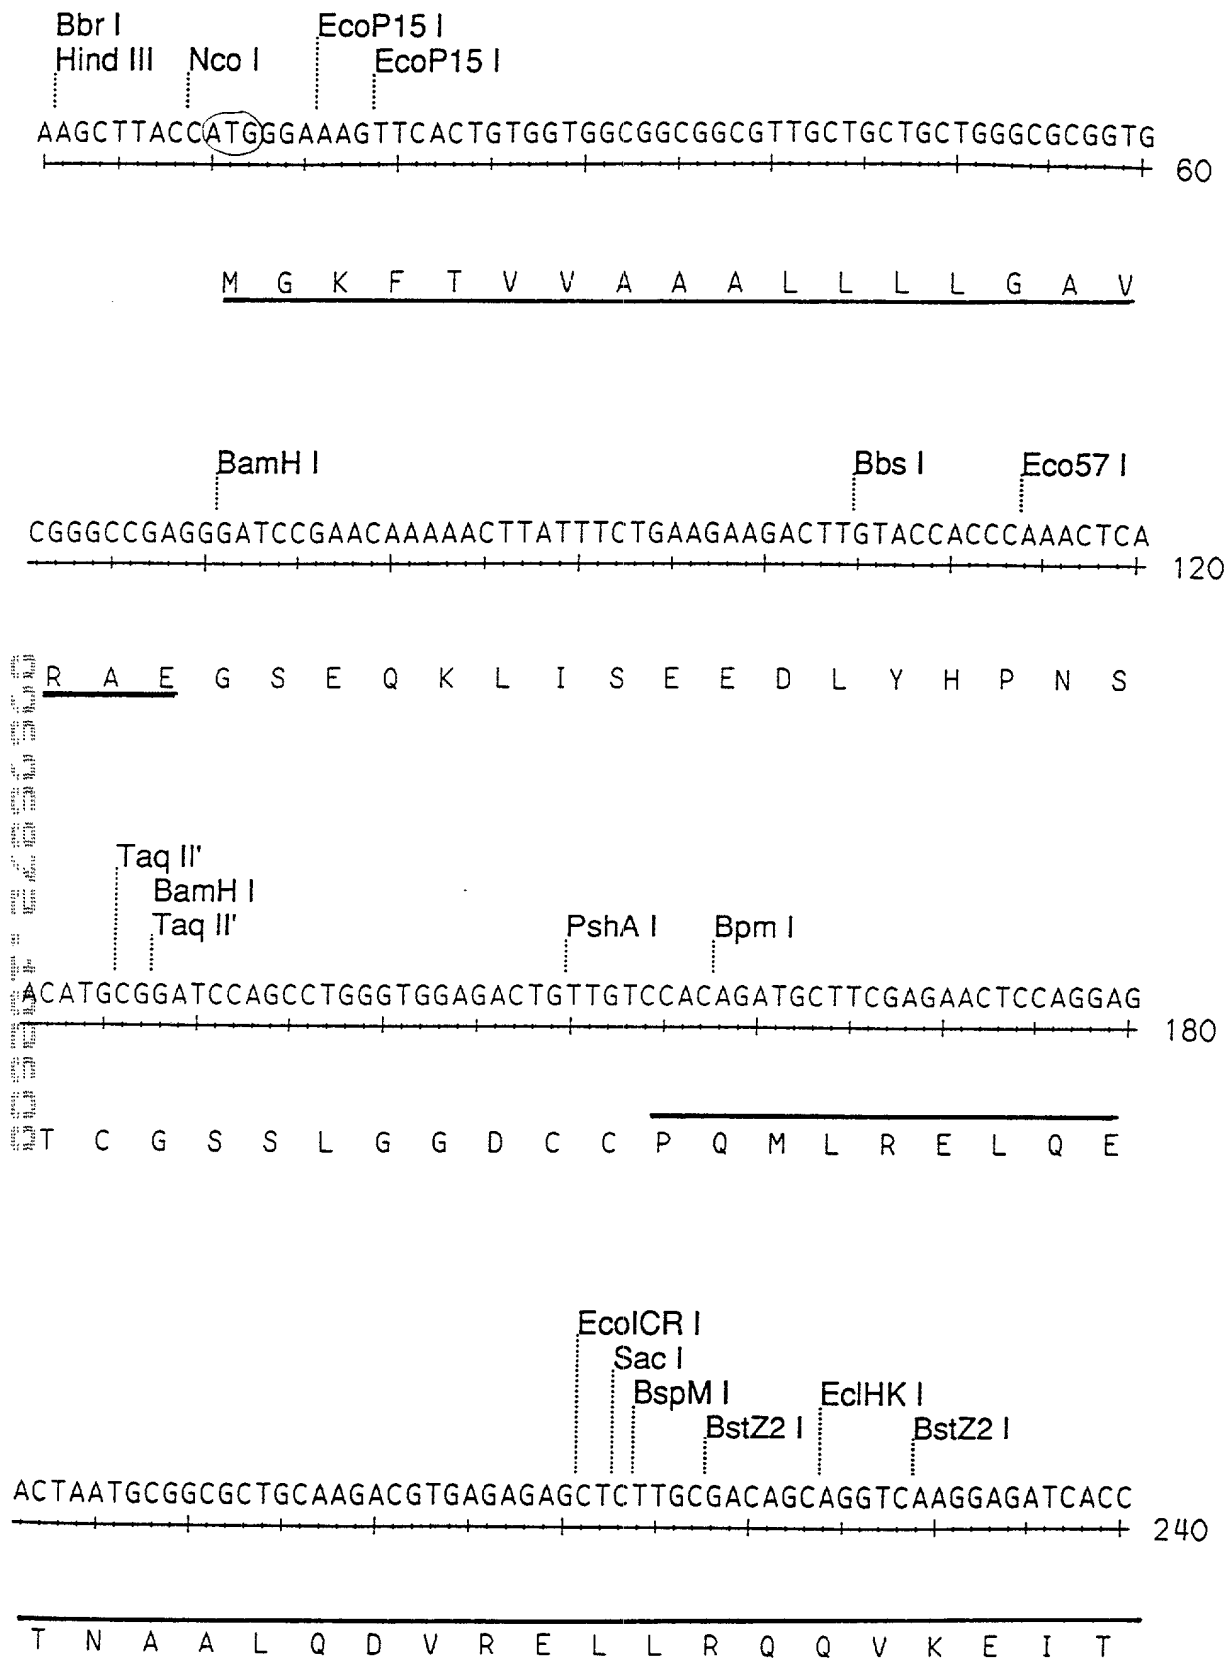 Bbr I EcoP15 I
Hind III Nco I EcoP15 I
AAGCTTACCATGGGAAAGTTCACTGTGGTGGCGGCGGCGTTGCTGCTGCTGGGCGCGGTG
60
M G K F T V V A A A L L L L G A V
BamH I Bbs I Eco57 I
CGGGCCGAGGGATCCGAACAAAAACTTATTTCTGAAGAAGACTTGTACCACCCAAACTCA
120
R A E G S E Q K L I S E E D L Y H P N S
Taq II'
BamH I
Taq II' PshA I Bpm I
ACATGCGGATCCAGCCTGGGTGGAGACTGTTGTCCACAGATGCTTCGAGAACTCCAGGAG
180
T C G S S L G G D C C P Q M L R E L Q E
EcoICR I
Sac I
BspM I EclHK I
BstZ2 I BstZ2 I
ACTAATGCGGCGCTGCAAGACGTGAGAGAGCTCTTGCGACAGCAGGTCAAGGAGATCACC
240
T N A A L Q D V R E L L R Q Q V K E I T